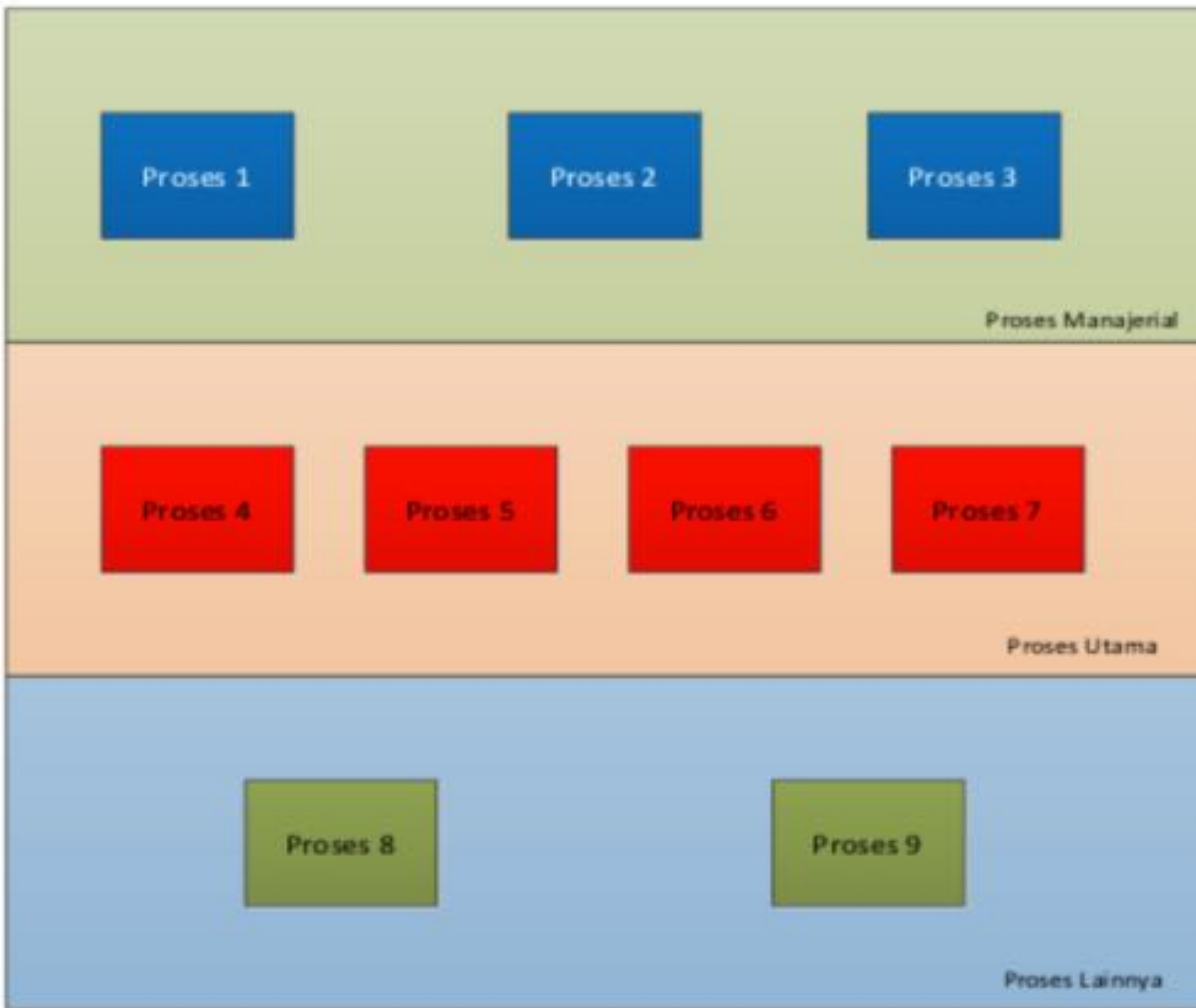 Proses 1
Proses 2
Proses 3
Proses Manajerial
Proses 4
Proses 5
Proses 6
Proses 7
Proses Utama
Proses 8
Proses 9
Proses Lainnya